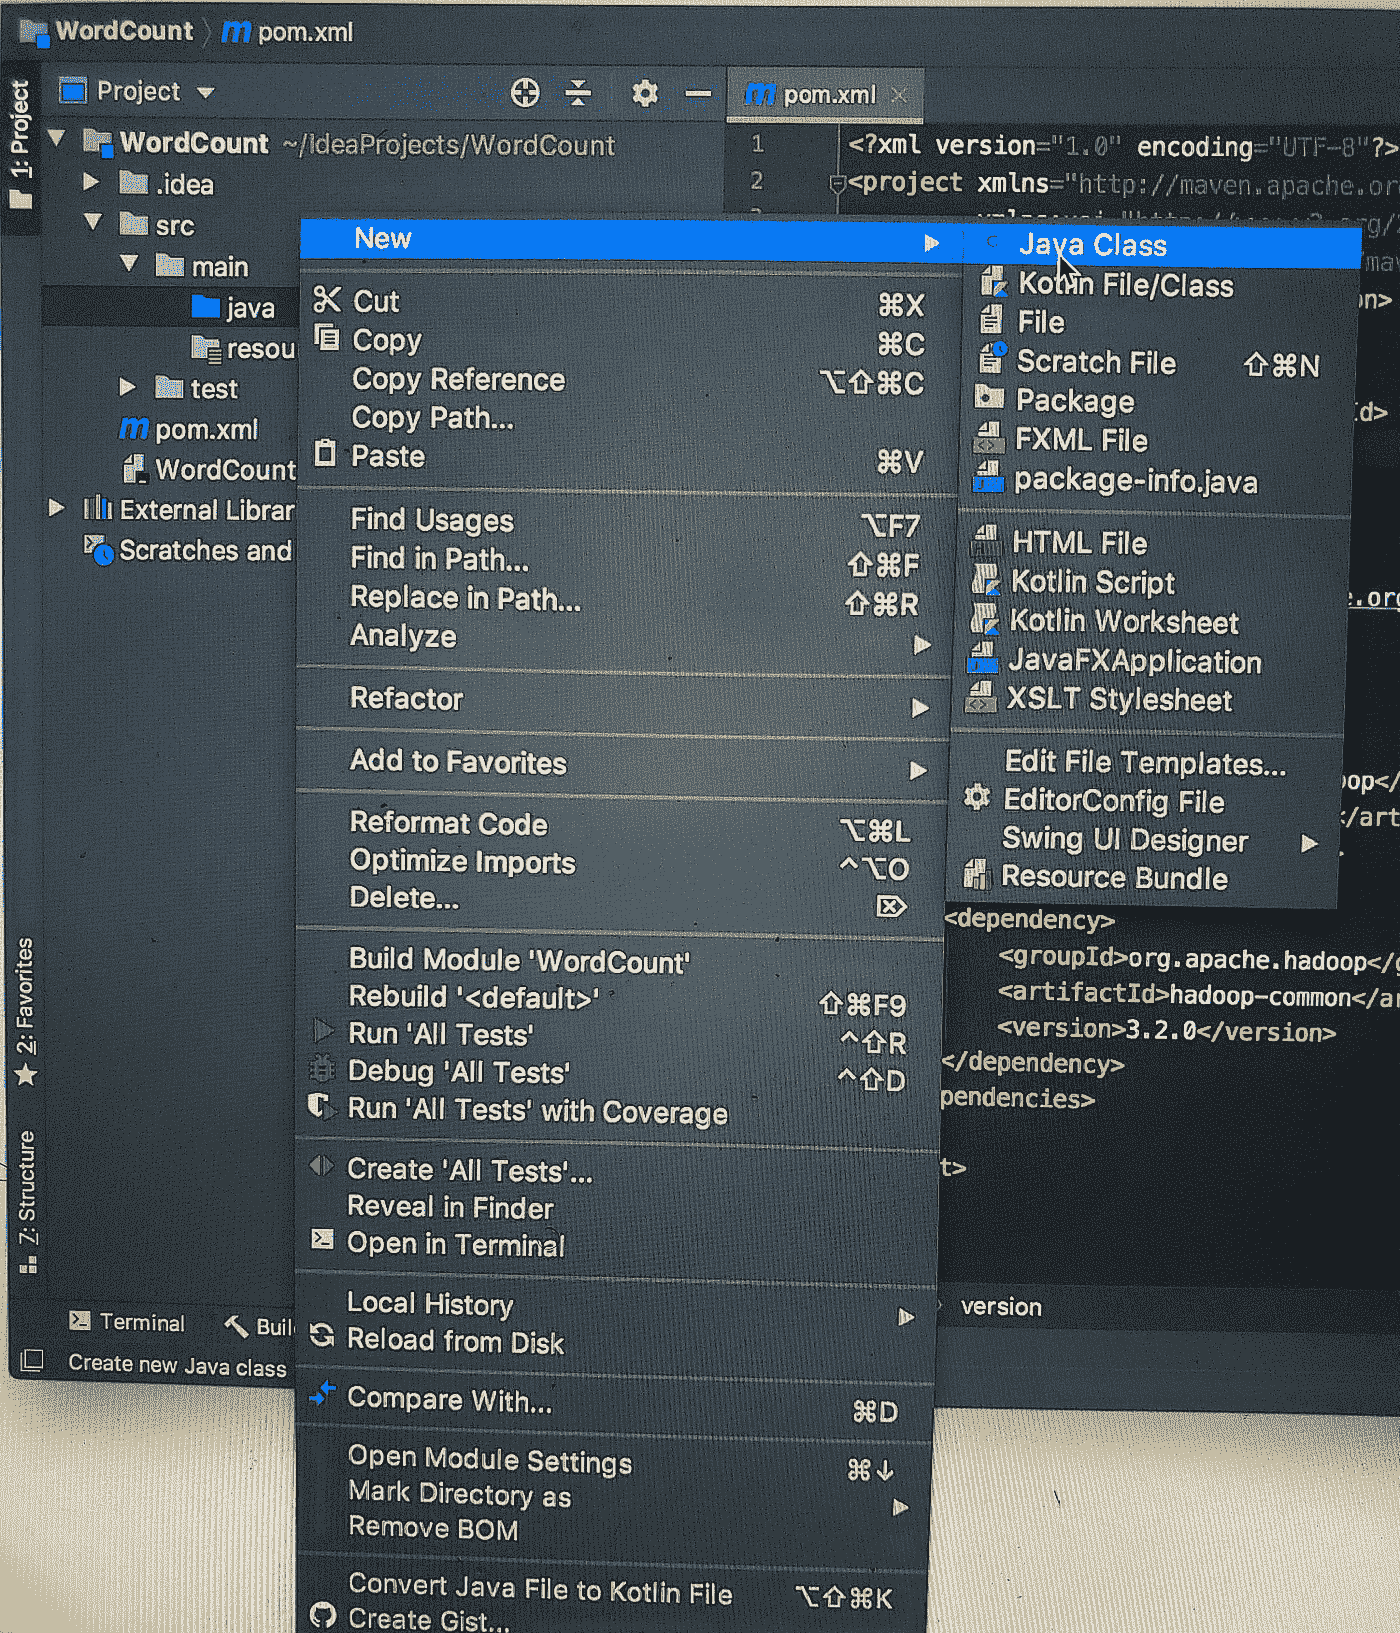 WordCount 〉 pom.xml
Project
1: Project
pom.xml
WordCount ~/IdeaProjects/WordCount
.idea
src
main
java
resou
test
pom.xml
WordCount
External Librar
Scratches and
1 <?xml version="1.0" encoding="UTF-8"?>
2 <project xmlns="http://maven.apache.or
New
Cut ⌘X
Copy ⌘C
Copy Reference ⌥⇧⌘C
Copy Path...
Paste ⌘V
Find Usages ⌥F7
Find in Path... ⇧⌘F
Replace in Path... ⇧⌘R
Analyze
Refactor
Add to Favorites
Reformat Code ⌥⌘L
Optimize Imports ^⌥O
Delete... ⌦
Build Module 'WordCount'
Rebuild '<default>' ⇧⌘F9
Run 'All Tests' ^⇧R
Debug 'All Tests' ^⇧D
Run 'All Tests' with Coverage
Create 'All Tests'...
Reveal in Finder
Open in Terminal
Local History
Reload from Disk
Compare With... ⌘D
Open Module Settings ⌘↓
Mark Directory as
Remove BOM
Convert Java File to Kotlin File ⌥⇧⌘K
Create Gist...
Java Class
Kotlin File/Class
File
Scratch File ⇧⌘N
Package
FXML File
package-info.java
HTML File
Kotlin Script
Kotlin Worksheet
JavaFXApplication
XSLT Stylesheet
Edit File Templates...
EditorConfig File
Swing UI Designer
Resource Bundle
on>
d>
e.org
oop</
</art
<dependency>
<groupId>org.apache.hadoop</g
<artifactId>hadoop-common</ar
<version>3.2.0</version>
</dependency>
pendencies>
t>
version
2: Favorites
7: Structure
Terminal
Buil
Create new Java class